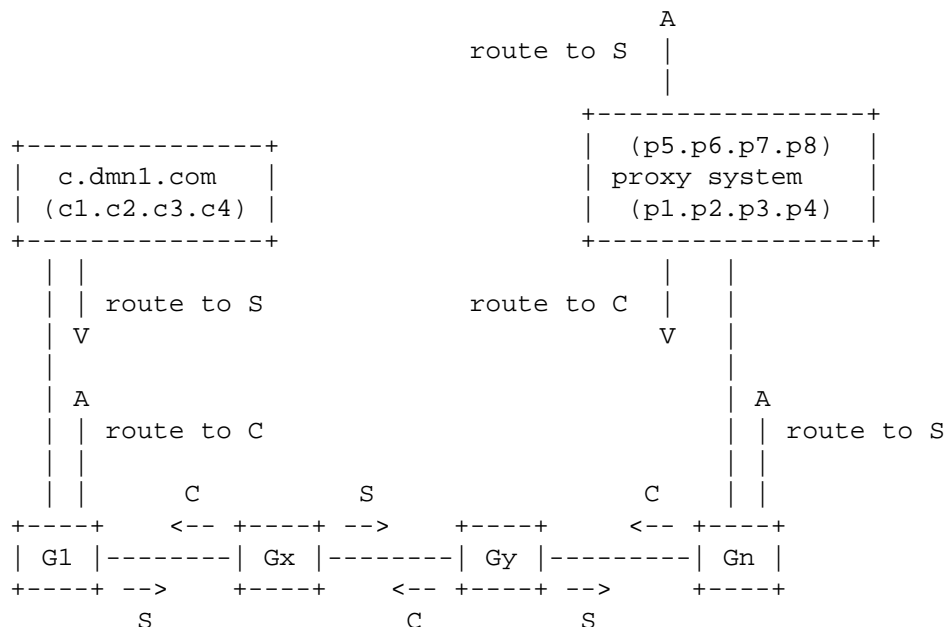 A
route to S |
|
+-----------------+
+---------------+ | (p5.p6.p7.p8) |
| c.dmn1.com | | proxy system |
| (c1.c2.c3.c4) | | (p1.p2.p3.p4) |
+---------------+ +-----------------+
| | | |
| | route to S route to C | |
| V V |
| |
| A | A
| | route to C | | route to S
| | | |
| | C S C | |
+----+ <-- +----+ --> +----+ <-- +----+
| G1 |--------| Gx |--------| Gy |--------| Gn |
+----+ --> +----+ <-- +----+ --> +----+
S C S